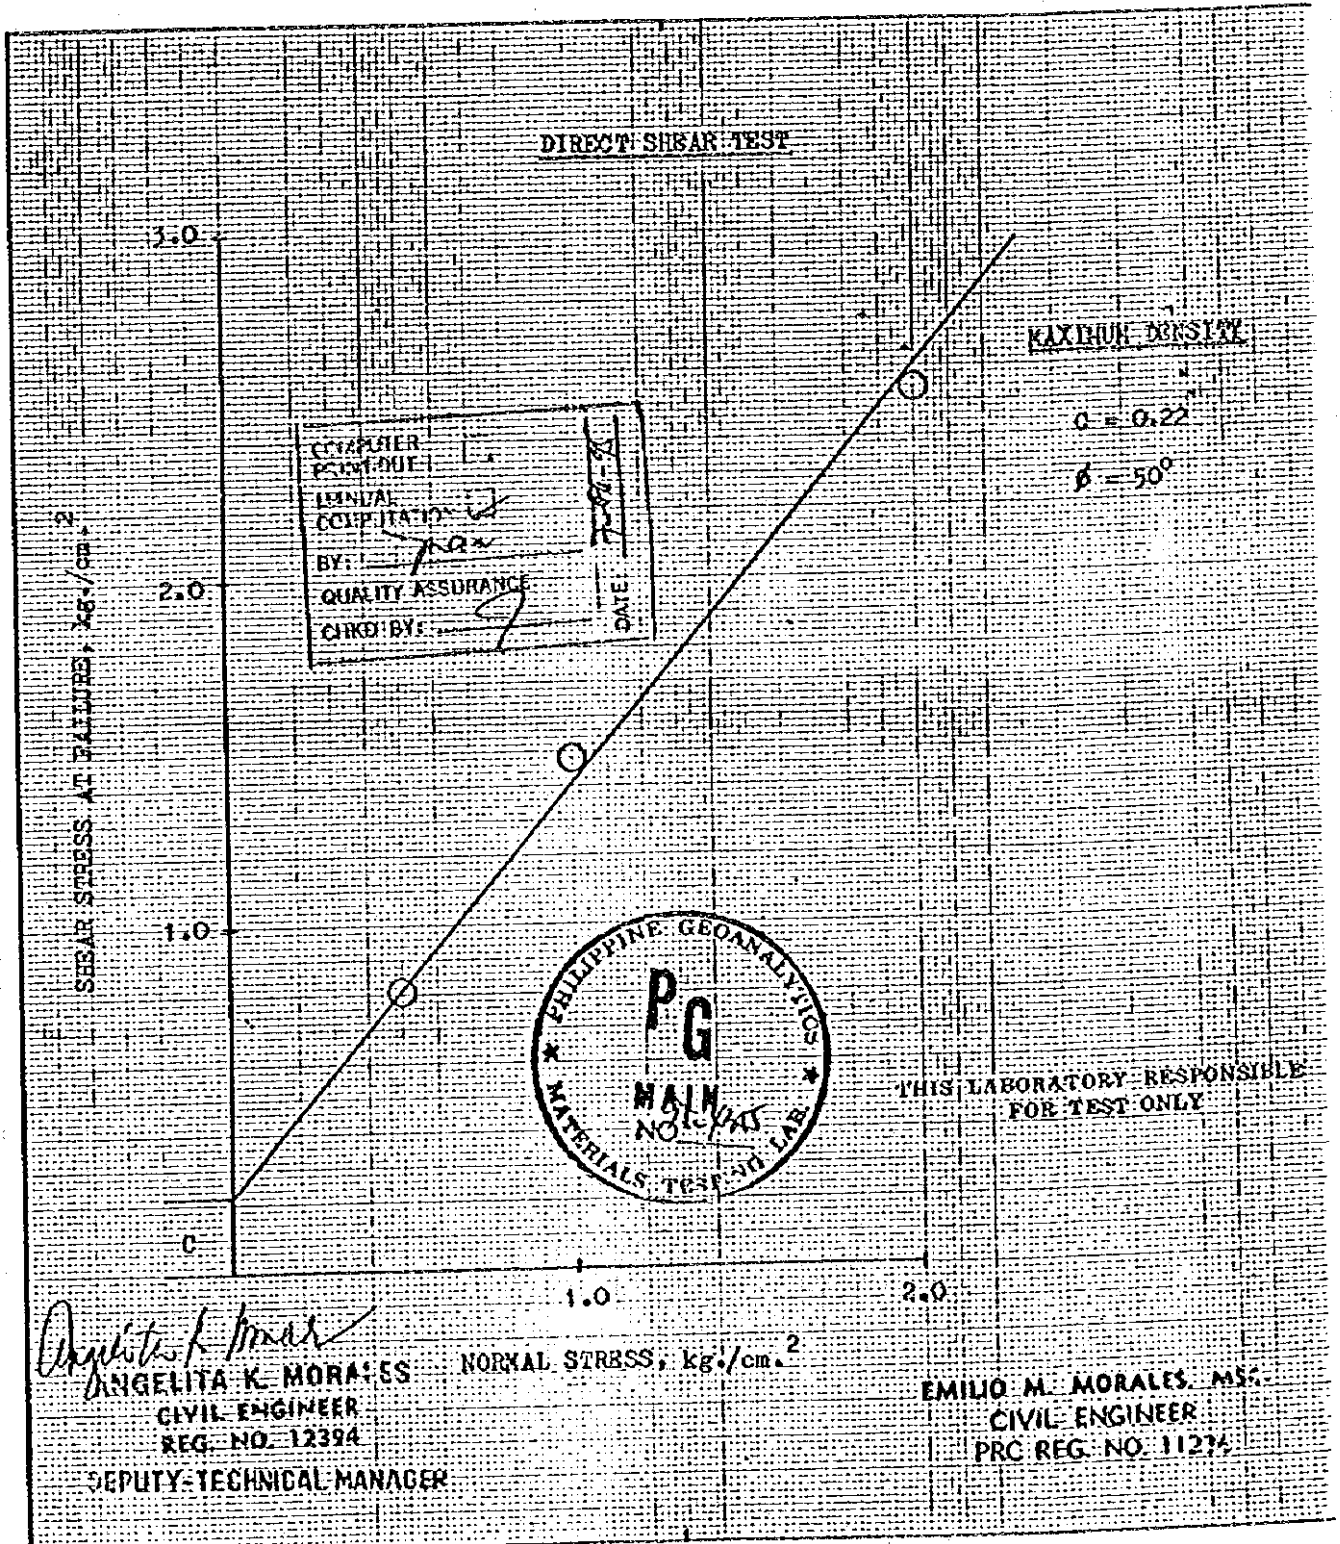 DIRECT SHEAR TEST
3.0
MAXIMUM DENSITY
C = 0.22
ø = 50°
COMPUTER
PRINT-OUT
MANUAL
COMPUTATION
BY:
QUALITY ASSURANCE
CHKD BY:
DATE:
SHEAR STRESS AT FAILURE, kg./cm.2
2.0
1.0
PHILIPPINE GEOANALYTICS
PG
MAIN
NO
MATERIALS TESTING LAB.
THIS LABORATORY RESPONSIBLE
FOR TEST ONLY
C
1.0
2.0
NORMAL STRESS, kg./cm.2
ANGELITA K. MORALES
CIVIL ENGINEER
REG. NO. 12394
DEPUTY-TECHNICAL MANAGER
EMILIO M. MORALES, MSC.
CIVIL ENGINEER
PRC REG. NO.